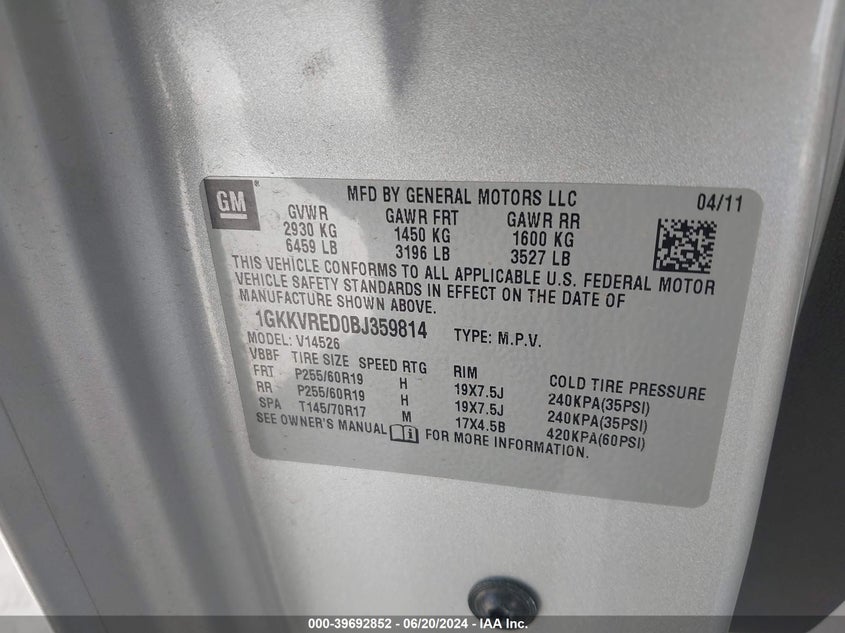 GM®
MFD BY GENERAL MOTORS LLC 04/11
GVWR GAWR FRT GAWR RR
2930 KG 1450 KG 1600 KG
6459 LB 3196 LB 3527 LB
THIS VEHICLE CONFORMS TO ALL APPLICABLE U.S. FEDERAL MOTOR
VEHICLE SAFETY STANDARDS IN EFFECT ON THE DATE OF
MANUFACTURE SHOWN ABOVE.
1GKKVRED0BJ359814 TYPE: M.P.V.
MODEL: V14526
VBBF TIRE SIZE SPEED RTG RIM COLD TIRE PRESSURE
FRT P255/60R19 H 19X7.5J 240KPA(35PSI)
RR P255/60R19 H 19X7.5J 240KPA(35PSI)
SPA T145/70R17 M 17X4.5B 420KPA(60PSI)
SEE OWNER'S MANUAL i FOR MORE INFORMATION.
000-39692852 - 06/20/2024 - IAA Inc.